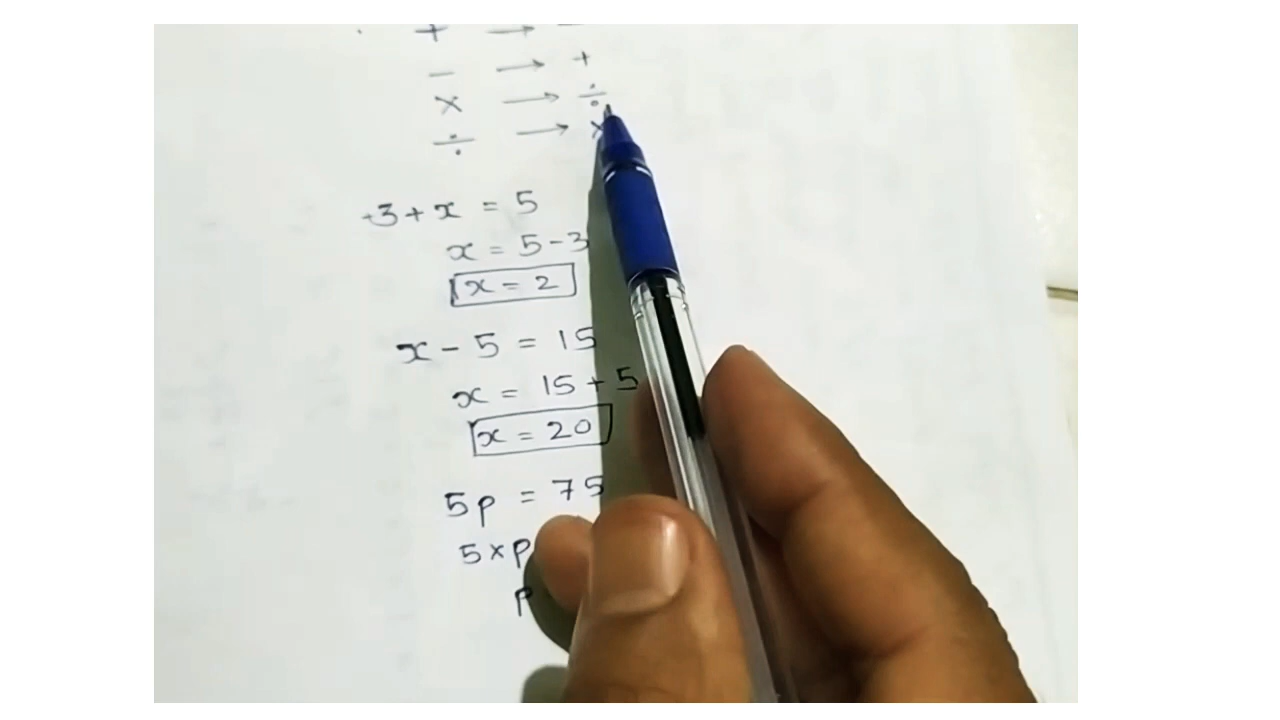 + → −
− → +
× → ÷
÷ → ×
3 + x = 5
x = 5 − 3
x = 2
x − 5 = 15
x = 15 + 5
x = 20
5p = 75
5 × p
p